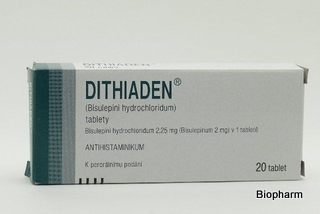 DITHIADEN®
(Bisulepini hydrochloridum)
tablety
Bisulepini hydrochloridum 2,25 mg (Bisulepinum 2 mg) v 1 tabletě
ANTIHISTAMINIKUM
K perorálnímu podání
20 tablet
Biopharm